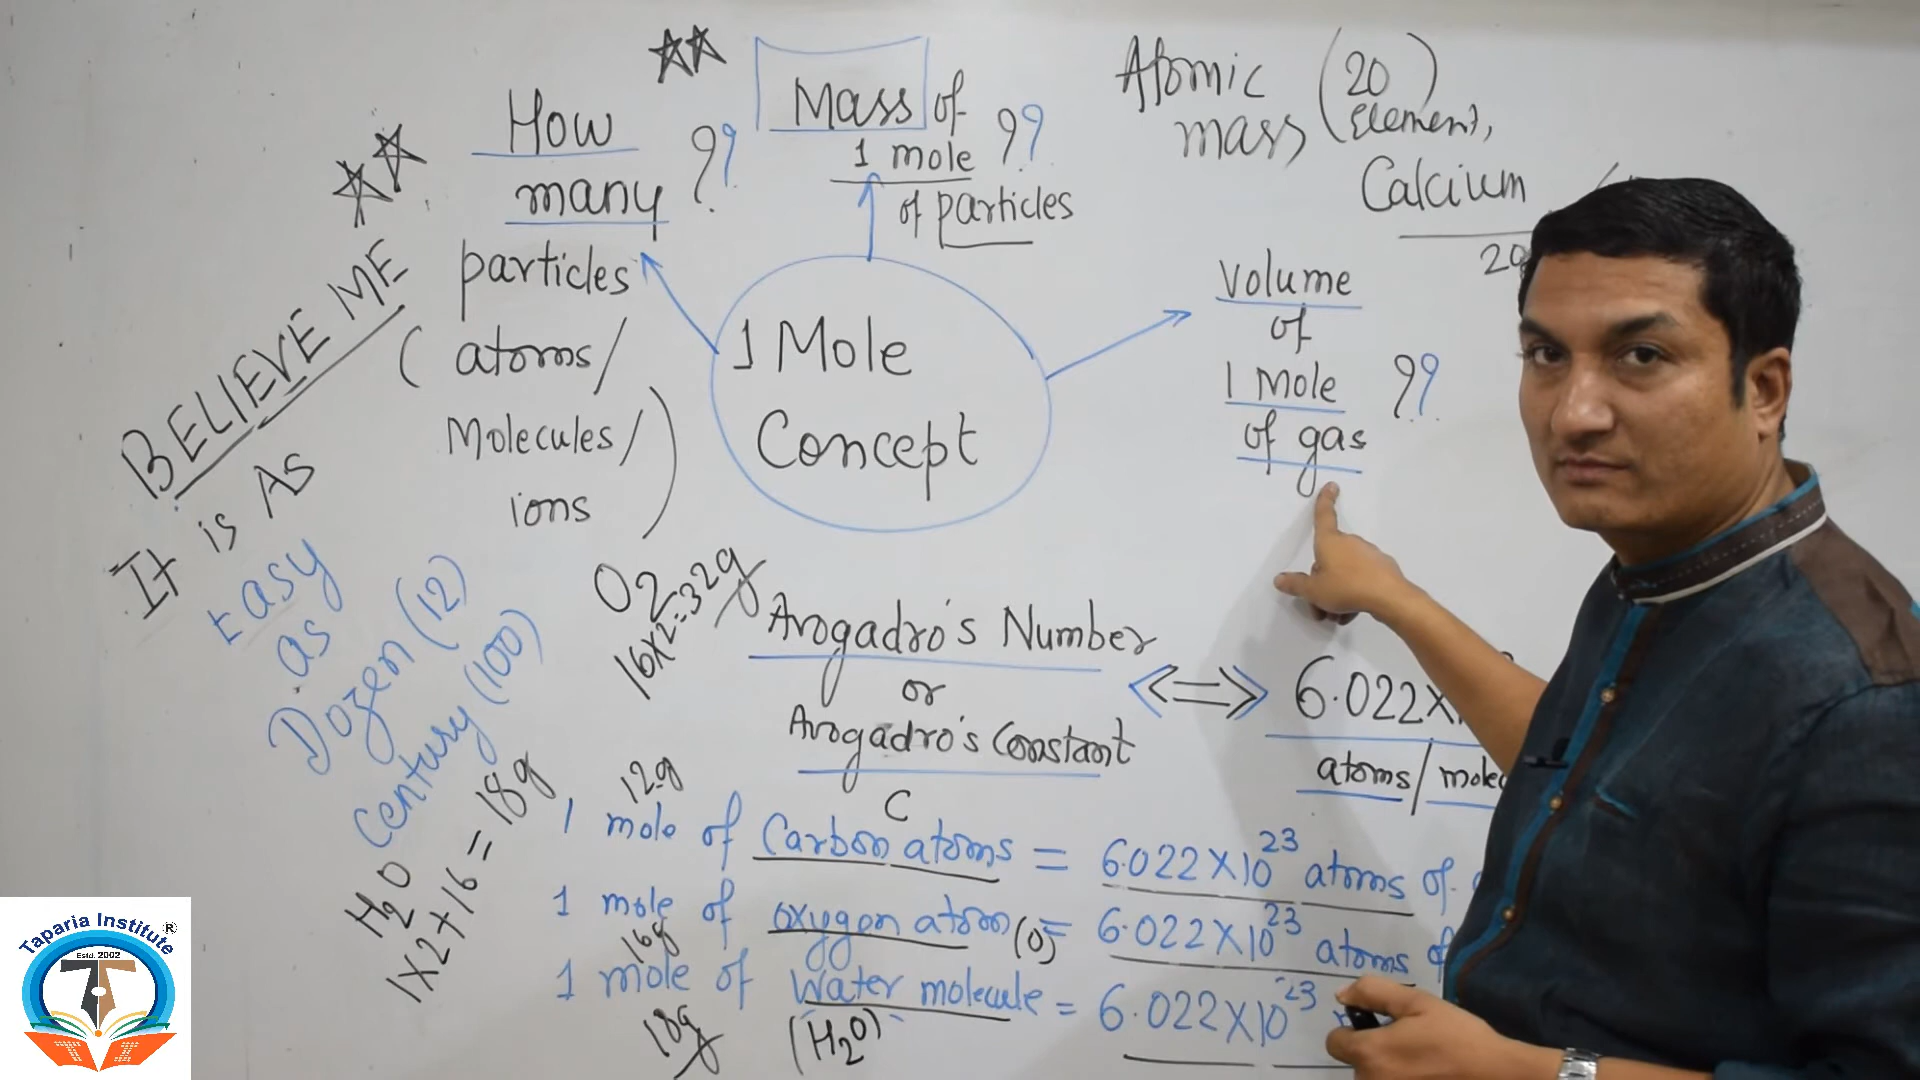 How
many ??
particles
(atoms/
Molecules/
ions)
Mass of
1 mole ??
of particles
Atomic (20)
mass (Element,
Calcium
20
1 Mole
Concept
Volume
of
1 Mole ??
of gas
BELIEVE ME
It is As
Easy
as
Dozen (12)
Century (100)
H2O
1X2+16 = 18g
O2
16X2=32g
Avogadro's Number
or
Avogadro's Constant
<=> 6.022X
atoms/
12g C
1 mole of Carbon atoms = 6.022X10^23 atoms of
1 mole of oxygen atom (O) = 6.022X10^23 atoms of
16g
1 mole of Water molecule = 6.022X10^23
18g (H2O)
Taparia Institute ®
Estd. 2002
T I